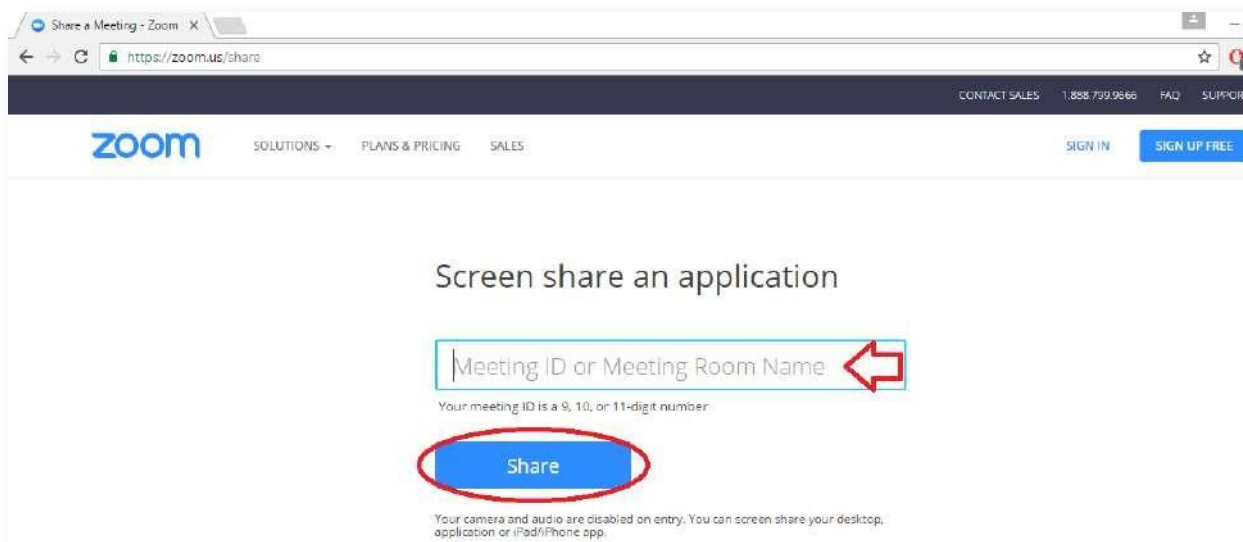 Share a Meeting - Zoom
https://zoom.us/share
CONTACT SALES 1.888.799.9666 FAQ SUPPOR
zoom SOLUTIONS PLANS & PRICING SALES SIGN IN SIGN UP FREE
Screen share an application
Meeting ID or Meeting Room Name
Your meeting ID is a 9, 10, or 11-digit number
Share
Your camera and audio are disabled on entry. You can screen share your desktop,
application or iPad/iPhone app.